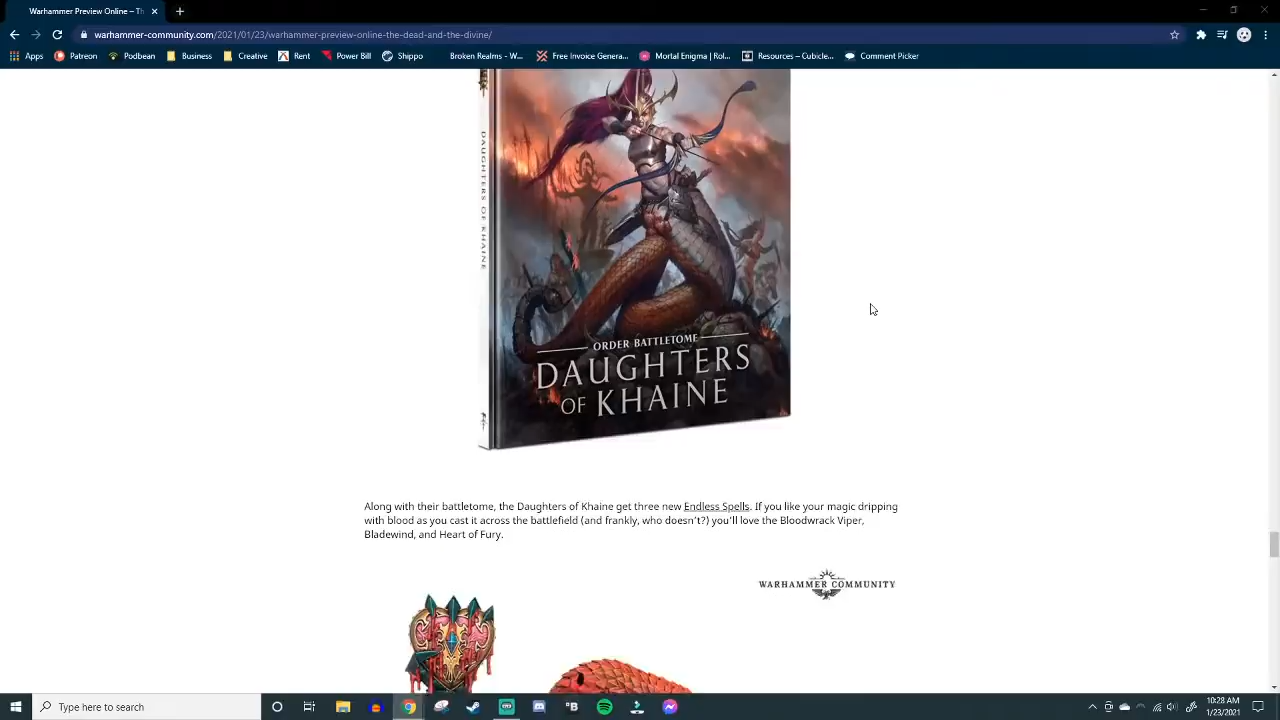 Warhammer Preview Online – Th
warhammer-community.com/2021/01/23/warhammer-preview-online-the-dead-and-the-divine/
Apps Patreon Podbean Business Creative Rent Power Bill Shippo Broken Realms - W... Free Invoice Genera... Mortal Enigma | Rol... Resources – Cubicle... Comment Picker
DAUGHTERS OF KHAINE
ORDER BATTLETOME
DAUGHTERS
OF KHAINE
Along with their battletome, the Daughters of Khaine get three new Endless Spells. If you like your magic dripping
with blood as you cast it across the battlefield (and frankly, who doesn't?) you'll love the Bloodwrack Viper,
Bladewind, and Heart of Fury.
WARHAMMER COMMUNITY
Type here to search
10:28 AM
1/23/2021